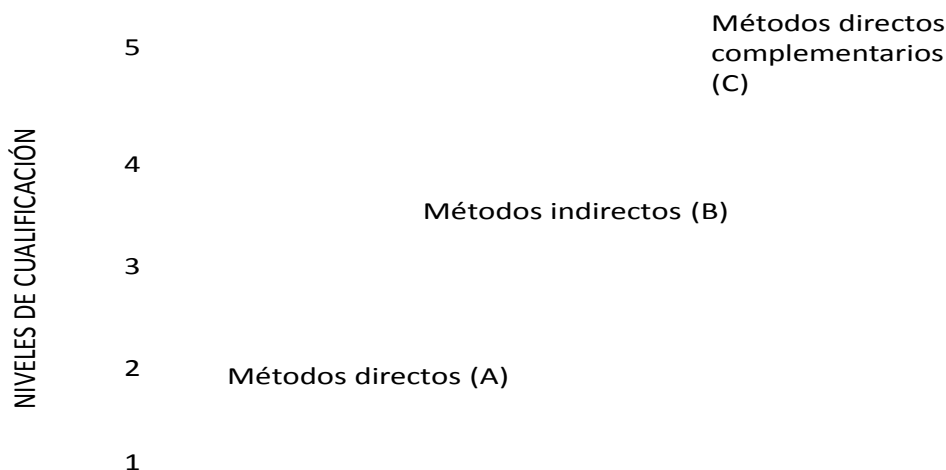 NIVELES DE CUALIFICACIÓN
5
Métodos directos
complementarios
(C)
4
Métodos indirectos (B)
3
2
Métodos directos (A)
1